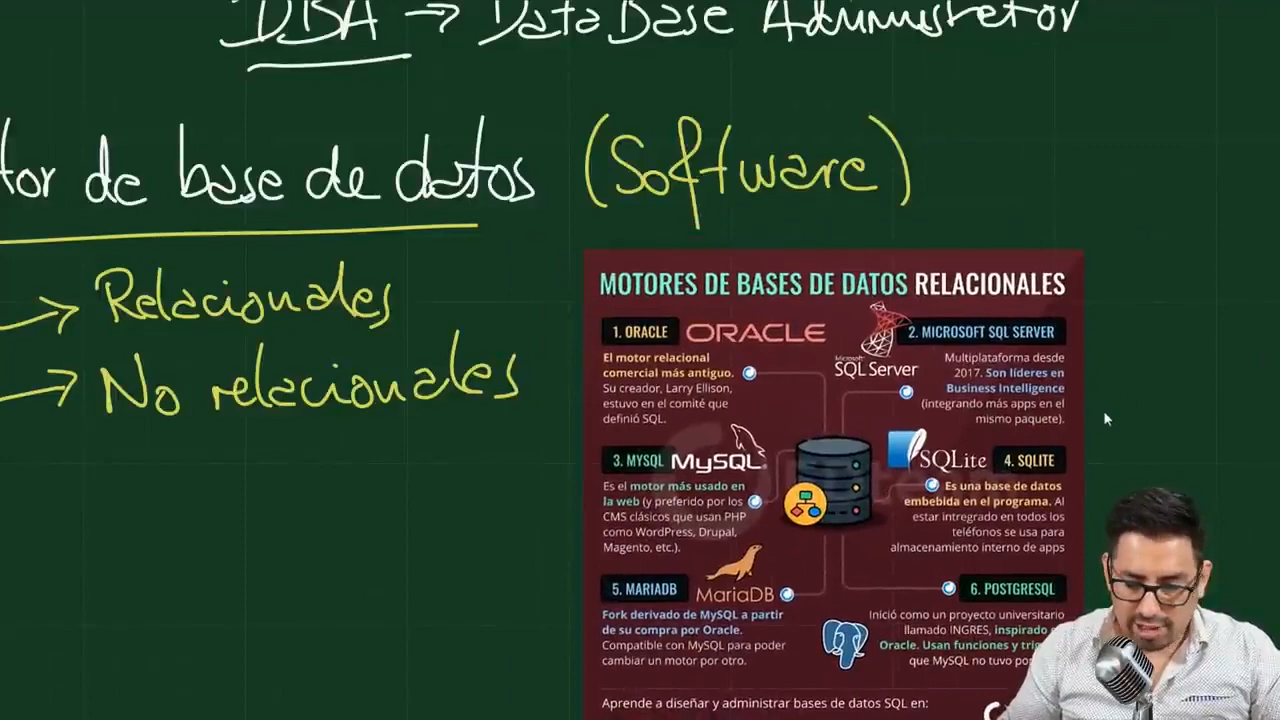 DBA → DataBase Administrator
tor de base de datos (Software)
→ Relacionales
→ No relacionales
MOTORES DE BASES DE DATOS RELACIONALES
1. ORACLE ORACLE
El motor relacional
comercial más antiguo.
Su creador, Larry Ellison,
estuvo en el comité que
definió SQL.
2. MICROSOFT SQL SERVER
Microsoft
SQL Server
Multiplataforma desde
2017. Son líderes en
Business Intelligence
(integrando más apps en el
mismo paquete).
3. MYSQL MySQL
Es el motor más usado en
la web (y preferido por los
CMS clásicos que usan PHP
como WordPress, Drupal,
Magento, etc.).
SQLite 4. SQLITE
Es una base de datos
embebida en el programa. Al
estar intregrado en todos los
teléfonos se usa para
almacenamiento interno de apps
5. MARIADB MariaDB
Fork derivado de MySQL a partir
de su compra por Oracle.
Compatible con MySQL para poder
cambiar un motor por otro.
6. POSTGRESQL
Inició como un proyecto universitario
llamado INGRES, inspirado
Oracle. Usan funciones y
que MySQL no tuvo
Aprende a diseñar y administrar bases de datos SQL en: